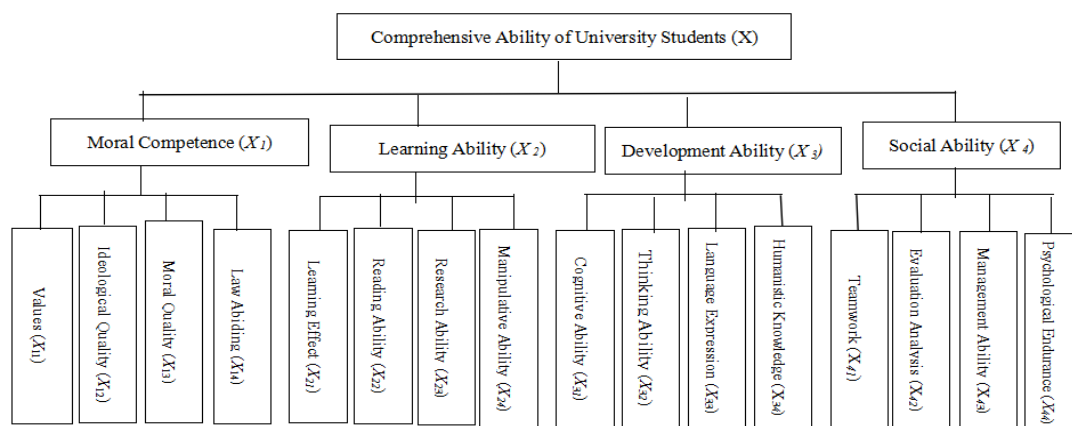 Comprehensive Ability of University Students (X)
Moral Competence (X1)
Learning Ability (X2)
Development Ability (X3)
Social Ability (X4)
Values (X11)
Ideological Quality (X12)
Moral Quality (X13)
Law Abiding (X14)
Learning Effect (X21)
Reading Ability (X22)
Research Ability (X23)
Manipulative Ability (X24)
Cognitive Ability (X31)
Thinking Ability (X32)
Language Expression (X33)
Humanistic Knowledge (X34)
Teamwork (X41)
Evaluation Analysis (X42)
Management Ability (X43)
Psychological Endurance (X44)